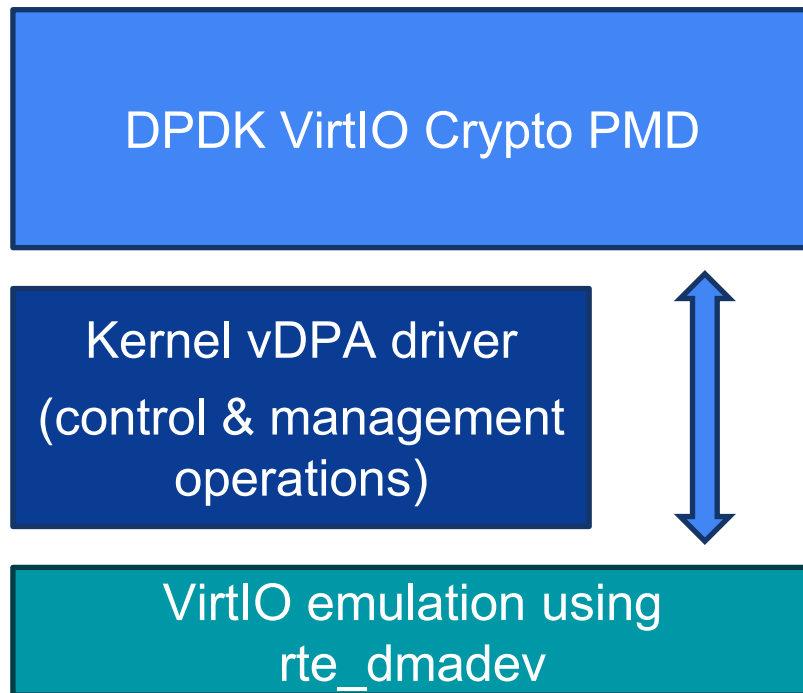 DPDK VirtIO Crypto PMD
Kernel vDPA driver
(control & management
operations)
VirtIO emulation using
rte_dmadev